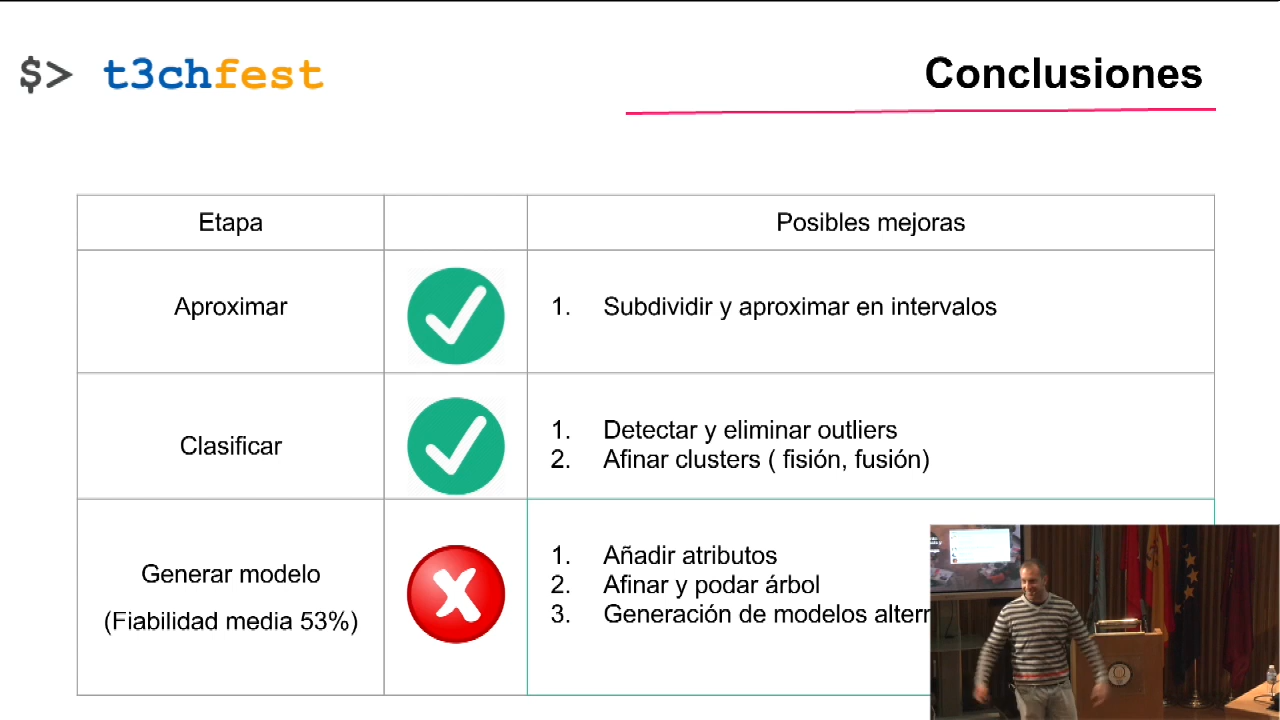 $> t3chfest
Conclusiones
Etapa
Posibles mejoras
Aproximar
1. Subdividir y aproximar en intervalos
Clasificar
1. Detectar y eliminar outliers
2. Afinar clusters ( fisión, fusión)
Generar modelo
(Fiabilidad media 53%)
1. Añadir atributos
2. Afinar y podar árbol
3. Generación de modelos